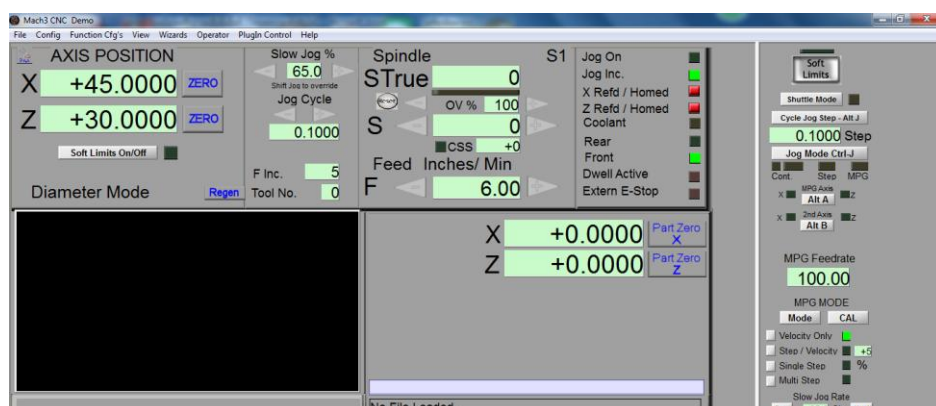 Mach3 CNC Demo
File Config Function Cfg's View Wizards Operator PlugIn Control Help
AXIS POSITION
X +45.0000 ZERO
Z +30.0000 ZERO
Soft Limits On/Off
Diameter Mode Regen
Slow Jog %
65.0
Shift Jog to override
Jog Cycle
0.1000
F Inc. 5
Tool No. 0
Spindle S1
STrue 0
OV % 100
S 0
CSS +0
Feed Inches/ Min
F 6.00
Jog On
Jog Inc.
X Refd / Homed
Z Refd / Homed
Coolant
Rear
Front
Dwell Active
Extern E-Stop
X +0.0000 Part Zero X
Z +0.0000 Part Zero Z
No File Loaded
Soft Limits
Shuttle Mode
Cycle Jog Step - Alt J
0.1000 Step
Jog Mode Ctrl-J
Cont. Step MPG
MPG Axis
X Alt A Z
2nd Axis
X Alt B Z
MPG Feedrate
100.00
MPG MODE
Mode CAL
Velocity Only
Step / Velocity +5
Single Step %
Multi Step
Slow Jog Rate